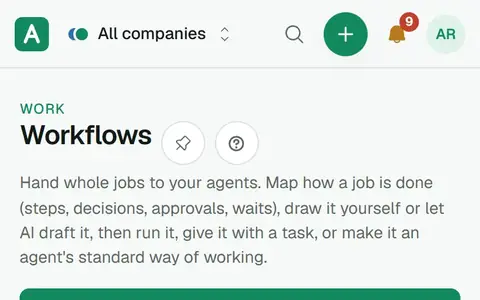 A
All companies
9
AR
WORK
Workflows
Hand whole jobs to your agents. Map how a job is done
(steps, decisions, approvals, waits), draw it yourself or let
AI draft it, then run it, give it with a task, or make it an
agent's standard way of working.